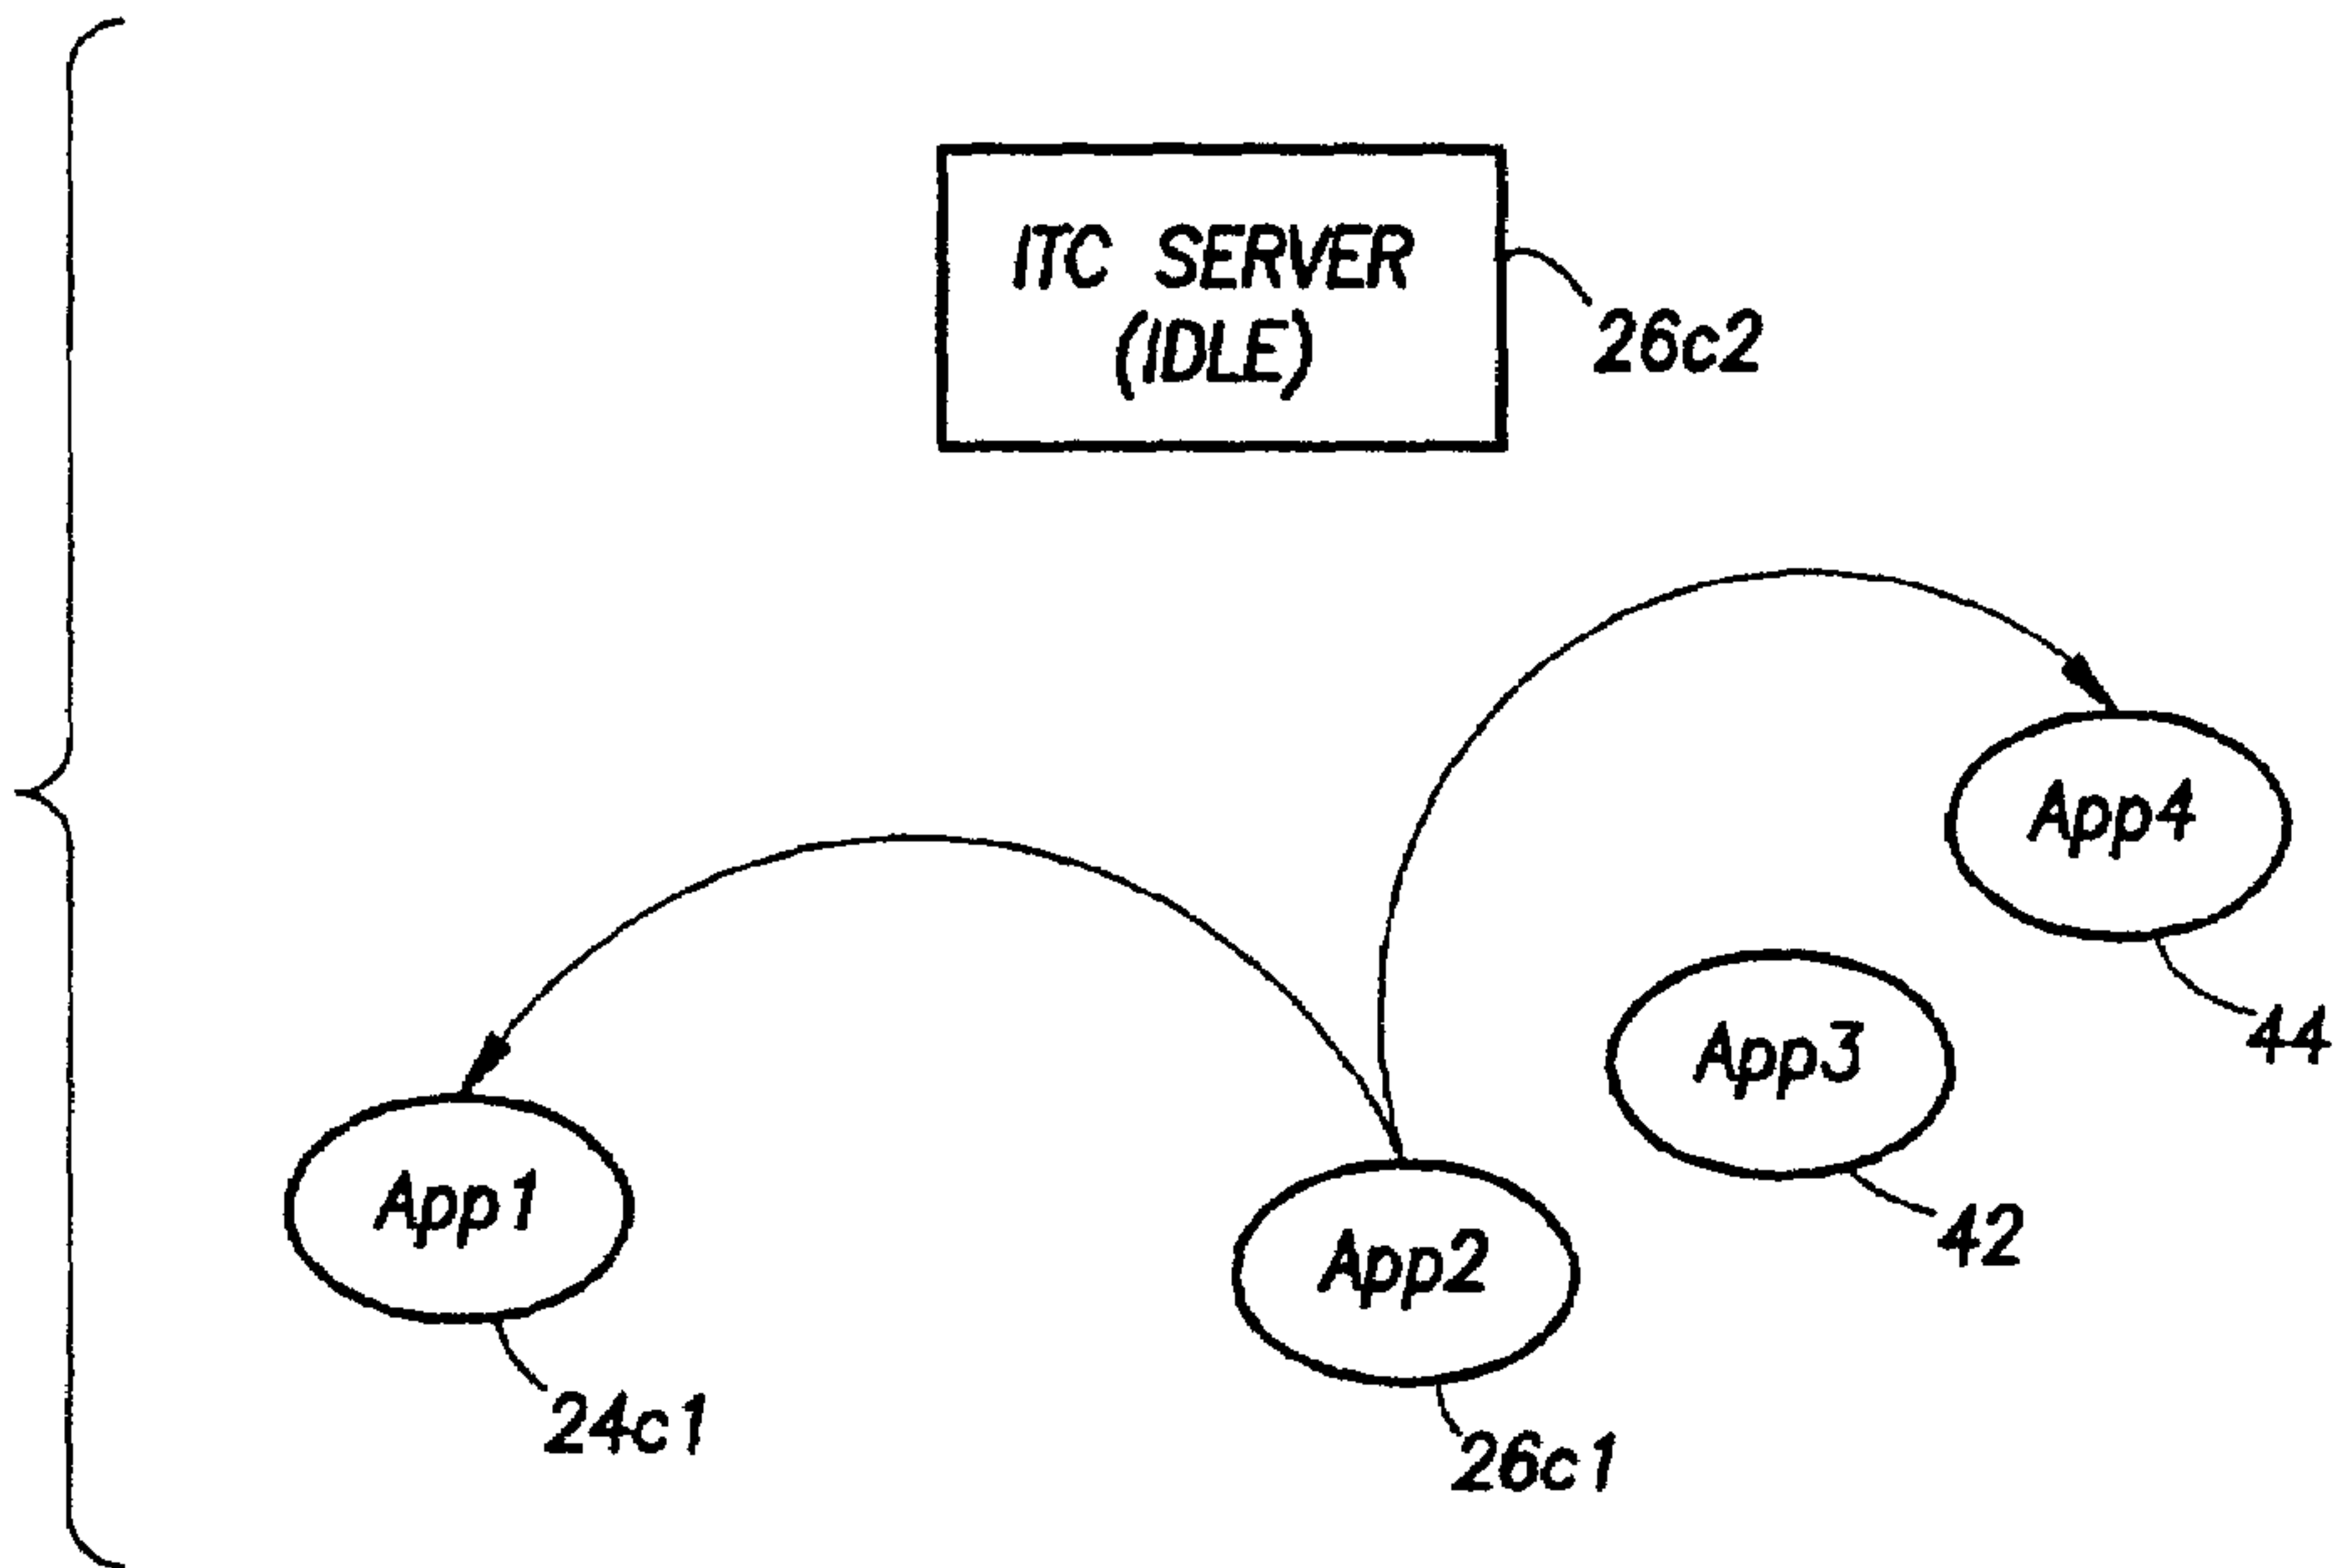 ITC SERVER
(IDLE)
26c2
App4
44
App3
42
App1
24c1
App2
26c1